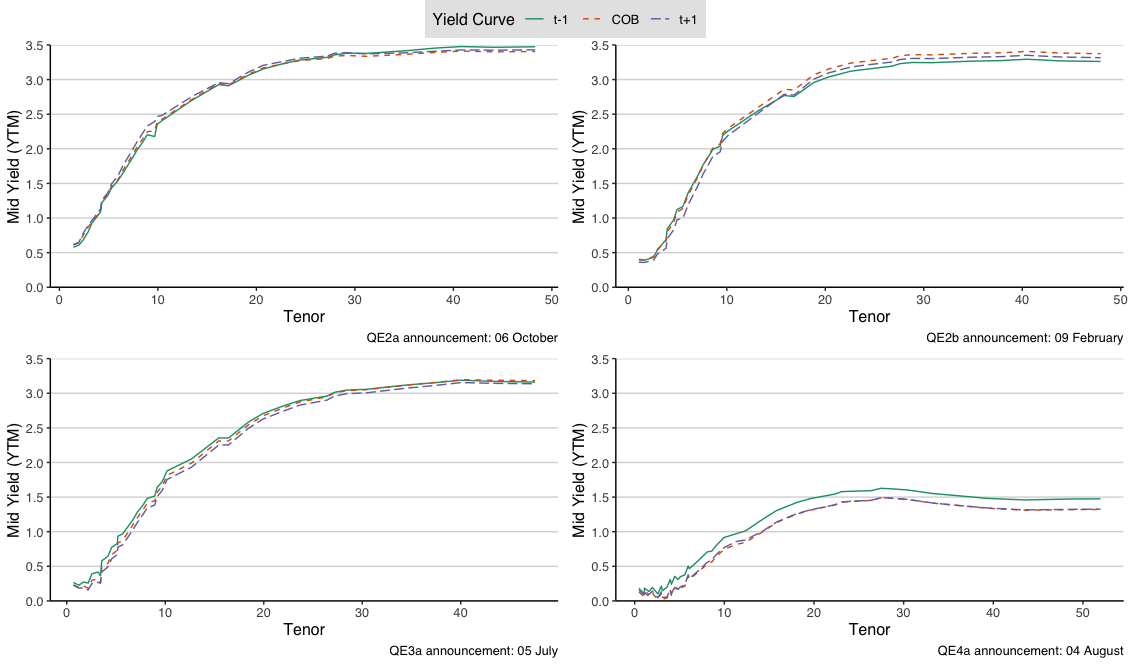 Yield Curve t-1 COB t+1
3.5
3.0
2.5
2.0
1.5
1.0
0.5
0.0
Mid Yield (YTM)
0 10 20 30 40 50
Tenor
QE2a announcement: 06 October
3.5
3.0
2.5
2.0
1.5
1.0
0.5
0.0
Mid Yield (YTM)
0 10 20 30 40 50
Tenor
QE2b announcement: 09 February
3.5
3.0
2.5
2.0
1.5
1.0
0.5
0.0
Mid Yield (YTM)
0 10 20 30 40
Tenor
QE3a announcement: 05 July
3.5
3.0
2.5
2.0
1.5
1.0
0.5
0.0
Mid Yield (YTM)
0 10 20 30 40 50
Tenor
QE4a announcement: 04 August